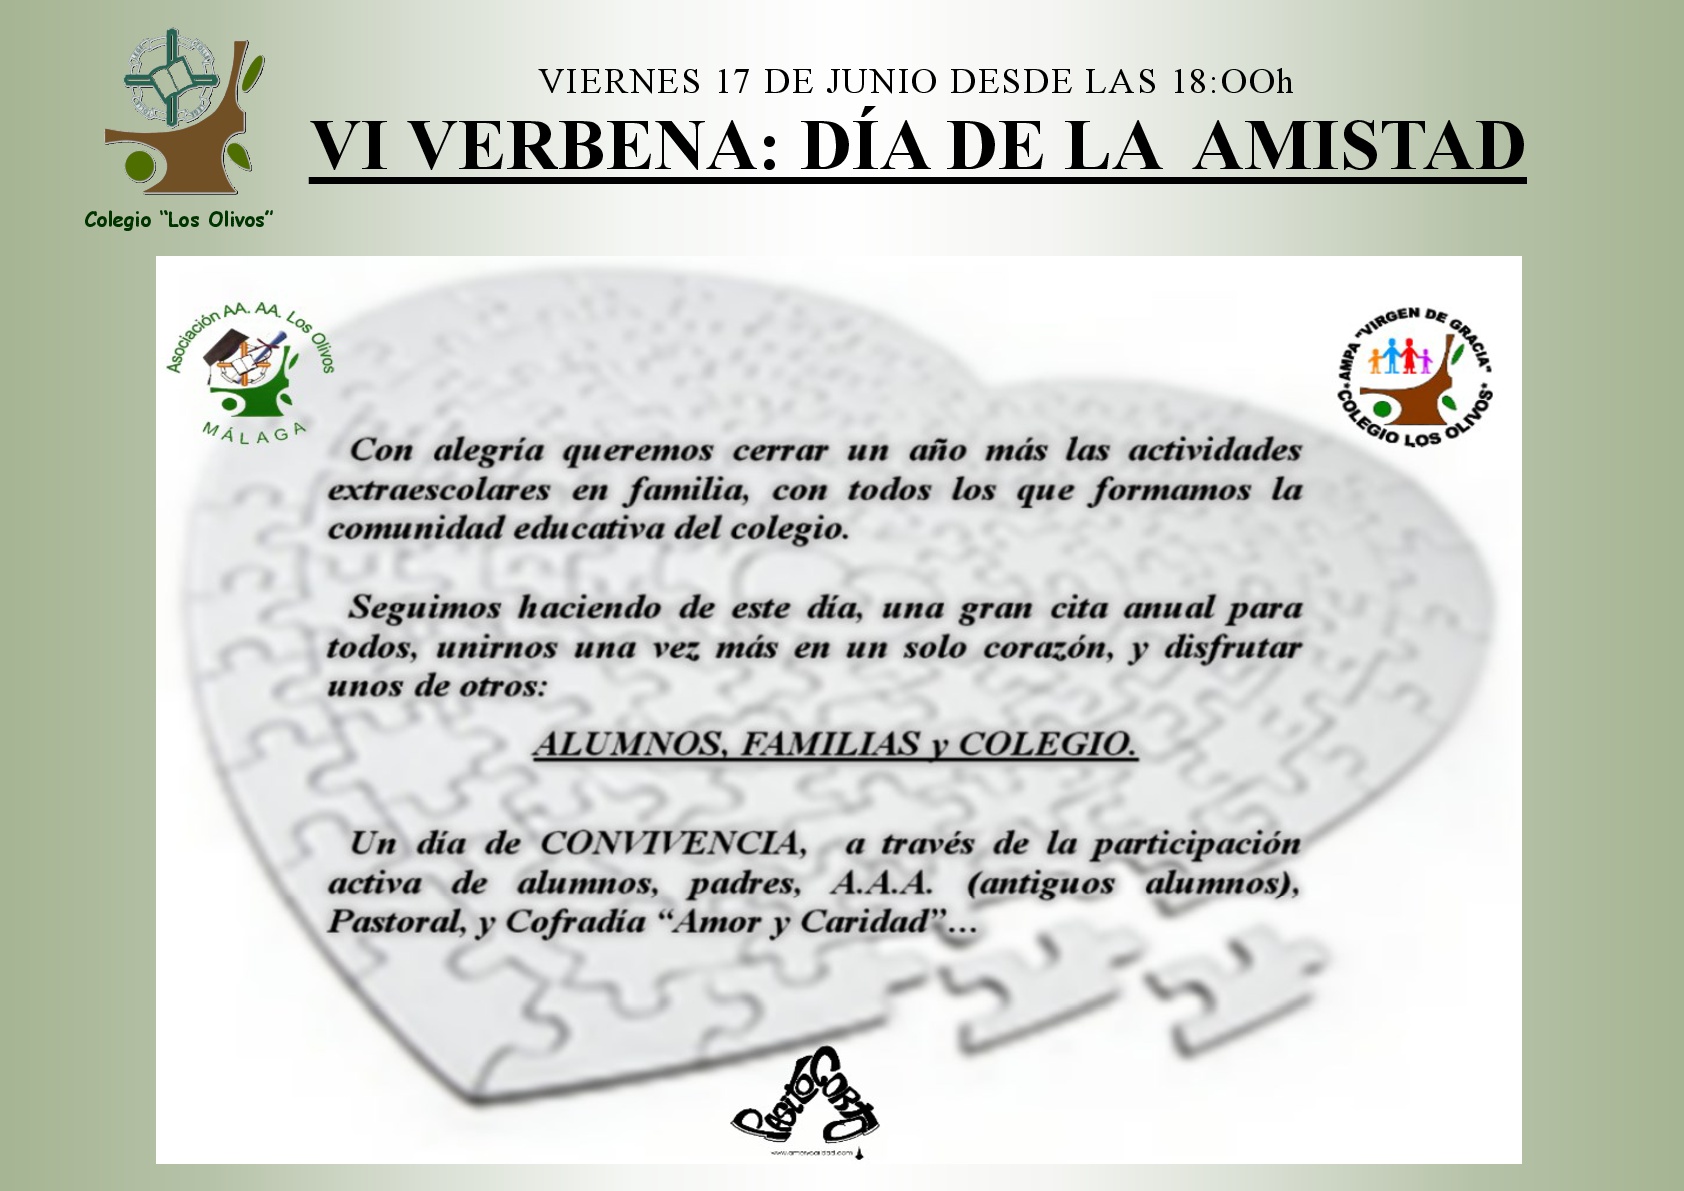 VIERNES 17 DE JUNIO DESDE LAS 18:OOh
VI VERBENA: DÍA DE LA AMISTAD
Colegio “Los Olivos”
Asociación AA. AA. Los Olivos
MÁLAGA
AMPA "VIRGEN DE GRACIA"
COLEGIO LOS OLIVOS
Con alegría queremos cerrar un año más las actividades
extraescolares en familia, con todos los que formamos la
comunidad educativa del colegio.
Seguimos haciendo de este día, una gran cita anual para
todos, unirnos una vez más en un solo corazón, y disfrutar
unos de otros:
ALUMNOS, FAMILIAS y COLEGIO.
Un día de CONVIVENCIA, a través de la participación
activa de alumnos, padres, A.A.A. (antiguos alumnos),
Pastoral, y Cofradía “Amor y Caridad”…
PASITO CORTO
www.amorycaridad.com